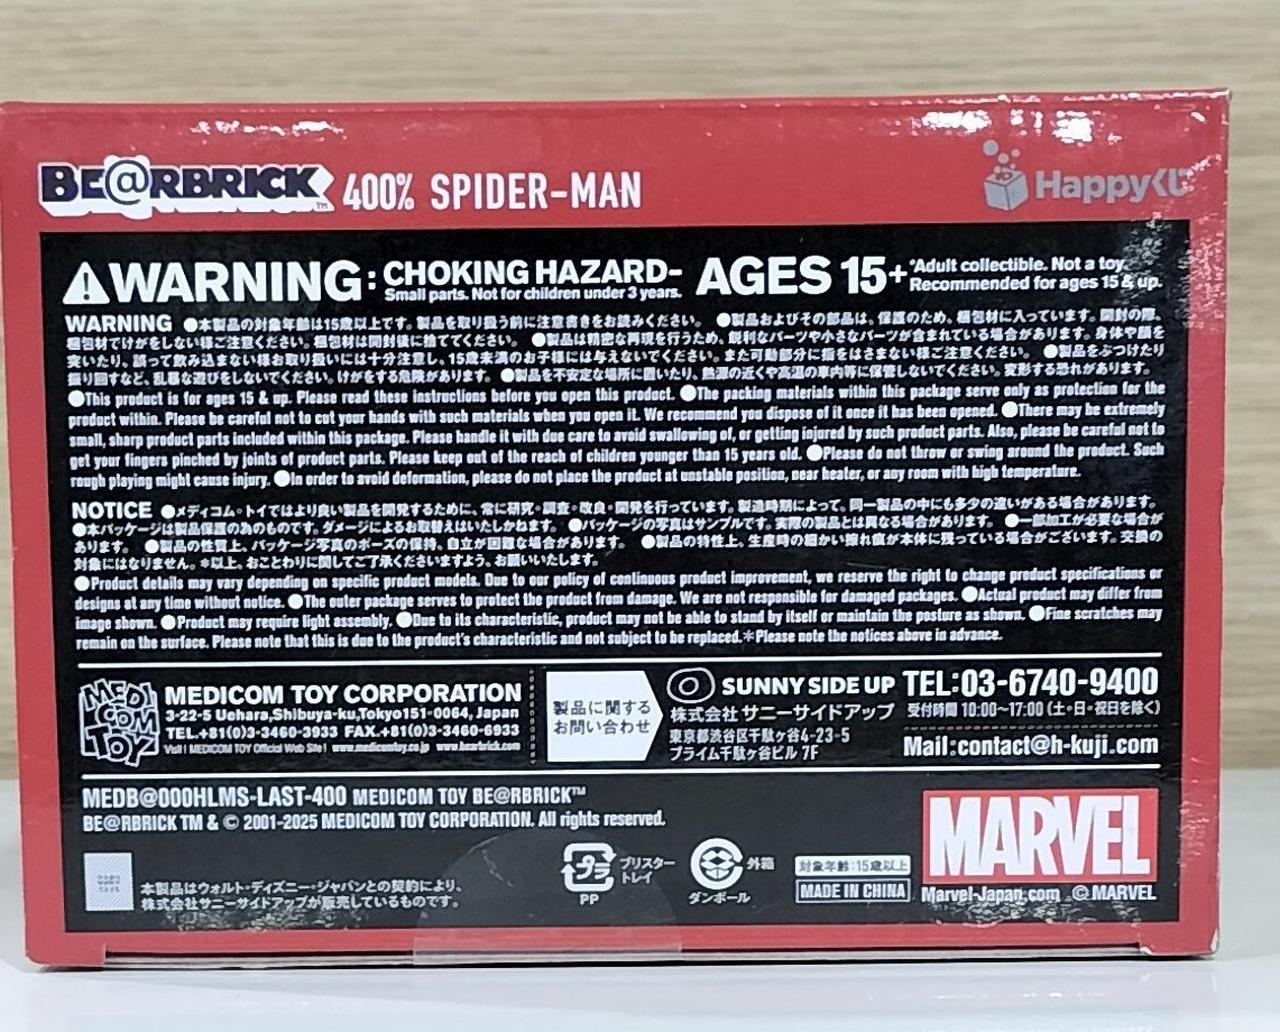 BE@RBRICK TM 400% SPIDER-MAN
Happyくじ
WARNING: CHOKING HAZARD- AGES 15+ *Adult collectible. Not a toy.
Small parts. Not for children under 3 years. Recommended for ages 15 & up.
WARNING ●本製品の対象年齢は15歳以上です。製品を取り扱う前に注意書きをお読みください。 ●製品およびその部品は、保護のため、梱包材に入っています。開封の際、
梱包材でけがをしない様ご注意ください。梱包材は開封後に捨ててください。 ●製品は精密な再現を行うため、鋭利なパーツや小さなパーツが含まれている場合があります。身体や顔を
突いたり、誤って飲み込まない様お取り扱いには十分注意し、15歳未満のお子様には与えないでください。また可動部分に指をはさまない様ご注意ください。 ●製品をぶつけたり
振り回すなど、乱暴な遊びをしないでください。けがをする危険があります。 ●製品を不安定な場所に置いたり、熱源の近くや高温の車内等に保管しないでください。変形する恐れがあります。
●This product is for ages 15 & up. Please read these instructions before you open this product. ●The packing materials within this package serve only as protection for the
product within. Please be careful not to cut your hands with such materials when you open it. We recommend you dispose of it once it has been opened. ●There may be extremely
small, sharp product parts included within this package. Please handle it with due care to avoid swallowing of, or getting injured by such product parts. Also, please be careful not to
get your fingers pinched by joints of product parts. Please keep out of the reach of children younger than 15 years old. ●Please do not throw or swing around the product. Such
rough playing might cause injury. ●In order to avoid deformation, please do not place the product at unstable position, near heater, or any room with high temperature.
NOTICE ●メディコム・トイではより良い製品を開発するために、常に研究・調査・改良・開発を行っています。製造時期によって、同一製品の中にも多少の違いがある場合があります。
●本パッケージは製品保護の為のものです。ダメージによるお取替えはいたしかねます。 ●パッケージの写真はサンプルです。実際の製品とは異なる場合があります。 ●一部加工が必要な場合が
あります。 ●製品の性質上、パッケージ写真のポーズの保持、自立が困難な場合があります。 ●製品の特性上、生産時の細かい擦れ痕が本体に残っている場合がございます。交換の
対象にはなりません。*以上、おことわりに関してご了承くださいますよう、お願いいたします。
●Product details may vary depending on specific product models. Due to our policy of continuous product improvement, we reserve the right to change product specifications or
designs at any time without notice. ●The outer package serves to protect the product from damage. We are not responsible for damaged packages. ●Actual product may differ from
image shown. ●Product may require light assembly. ●Due to its characteristic, product may not be able to stand by itself or maintain the posture as shown. ●Fine scratches may
remain on the surface. Please note that this is due to the product's characteristic and not subject to be replaced.*Please note the notices above in advance.
MEDI COM TOY
MEDICOM TOY CORPORATION
3-22-5 Uehara,Shibuya-ku,Tokyo151-0064, Japan
TEL.+81(0)3-3460-3933 FAX.+81(0)3-3460-6933
Visit ! MEDICOM TOY Official Web Site ! www.medicomtoy.co.jp www.bearbrick.com
製品に関する
お問い合わせ
SUNNY SIDE UP
株式会社サニーサイドアップ
東京都渋谷区千駄ヶ谷4-23-5
プライム千駄ヶ谷ビル 7F
TEL:03-6740-9400
受付時間 10:00~17:00 (土・日・祝日を除く)
Mail:contact@h-kuji.com
MEDB@000HLMS-LAST-400 MEDICOM TOY BE@RBRICK™
BE@RBRICK TM & © 2001-2025 MEDICOM TOY CORPORATION. All rights reserved.
本製品はウォルト・ディズニー・ジャパンとの契約により、
株式会社サニーサイドアップが販売しているものです。
プラ
PP
ブリスター
トレイ
ダンボール
外箱
対象年齢:15歳以上
MADE IN CHINA
MARVEL
Marvel-Japan.com © MARVEL